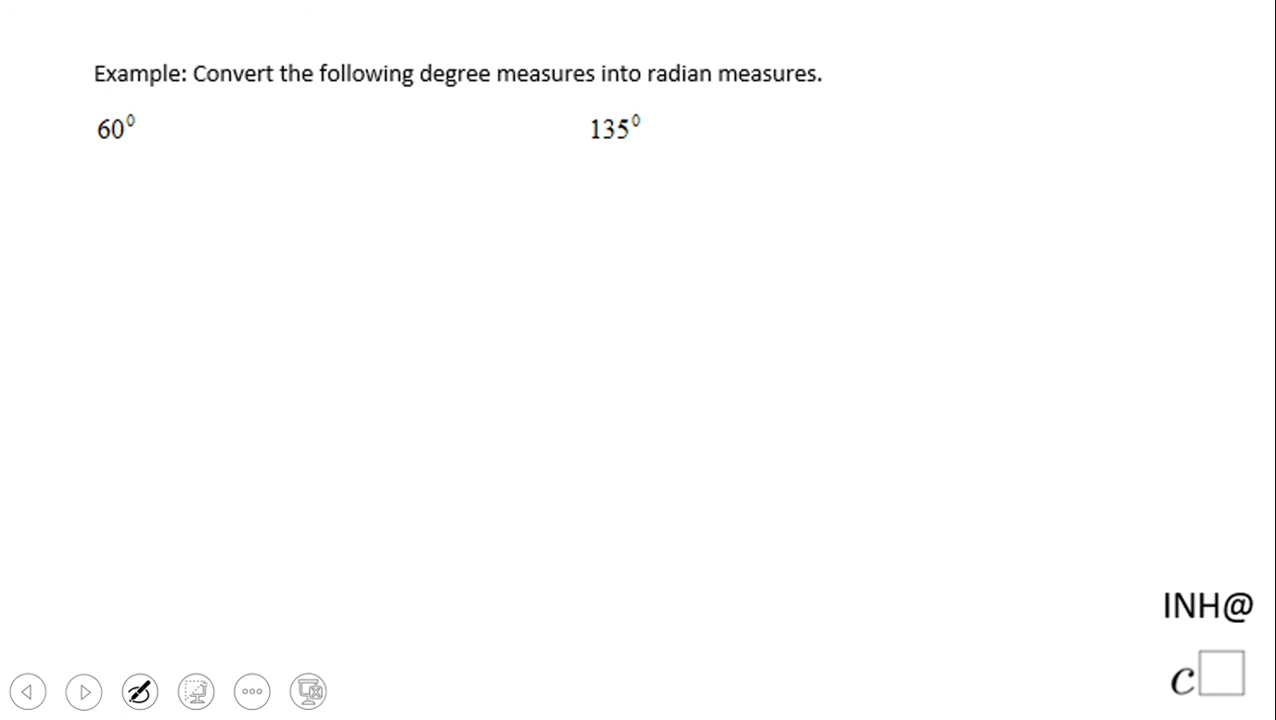 Example: Convert the following degree measures into radian measures.
60⁰ 135⁰
INH@
c□